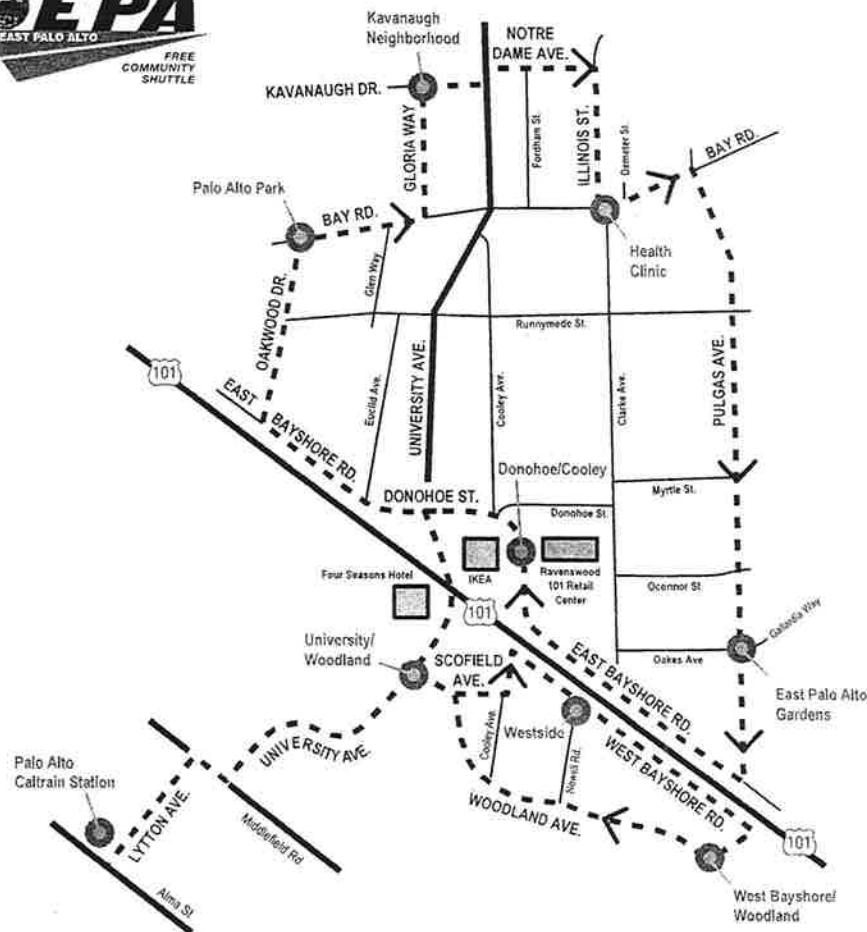 EPA
EAST PALO ALTO
FREE
COMMUNITY
SHUTTLE
Kavanaugh
Neighborhood
NOTRE
DAME AVE.
KAVANAUGH DR.
GLORIA WAY
Fordham St.
ILLINOIS ST.
Demeter St.
BAY RD.
Palo Alto Park
BAY RD.
Health
Clinic
Glen Way
OAKWOOD DR.
Runnymede St.
101
EAST
BAYSHORE RD.
Euclid Ave.
UNIVERSITY AVE.
Cooley Ave.
Clarke Ave.
PULGAS AVE.
Donohoe/Cooley
DONOHOE ST.
Donohoe St.
Myrtle St.
IKEA
Ravenswood
101 Retail
Center
Four Seasons Hotel
Oconnor St
101
University/
Woodland
SCOFIELD
AVE.
Oakes Ave
Gailardia Way
EAST BAYSHORE RD.
East Palo Alto
Gardens
Cooley Ave.
Westside
Newell Rd.
WEST BAYSHORE RD.
UNIVERSITY AVE.
Palo Alto
Caltrain Station
LYTTON AVE.
Middlefield Rd
WOODLAND AVE.
101
Alma St
West Bayshore/
Woodland